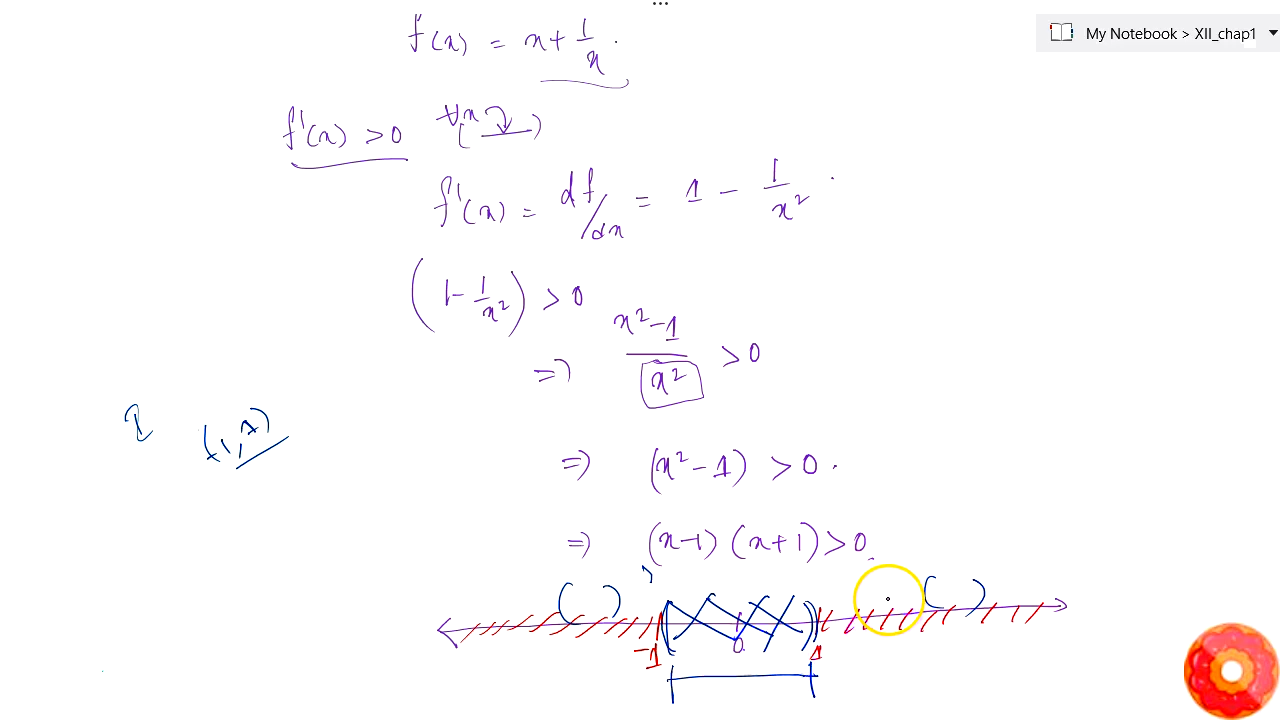 My Notebook > XII_chap1
f(x) = x + 1/x.
f'(x) > 0 ∀x ( )
f'(x) = df/dx = 1 - 1/x².
(1 - 1/x²) > 0
=> x²-1/x² > 0
=> (x² - 1) > 0.
=> (x-1) (x+1) > 0.
( ) ( )
-1 0 1